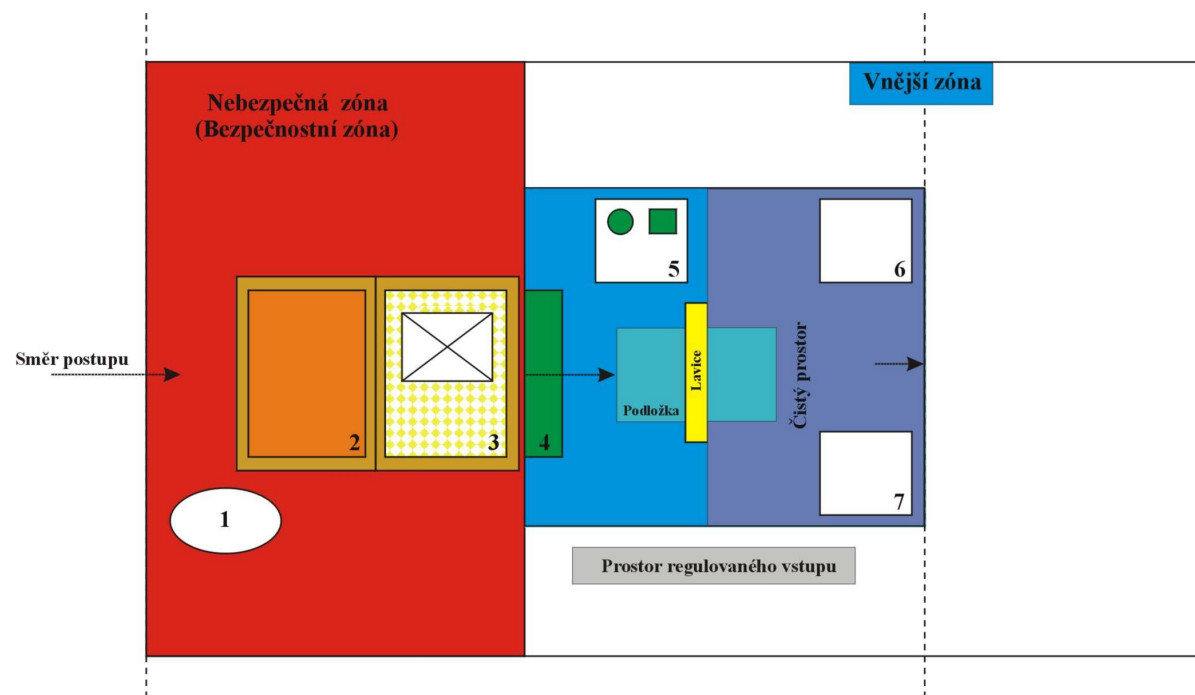 Nebezpečná zóna
(Bezpečnostní zóna)
Vnější zóna
5
6
Směr postupu
2
3
4
Podložka
Lavice
Čistý prostor
1
7
Prostor regulovaného vstupu